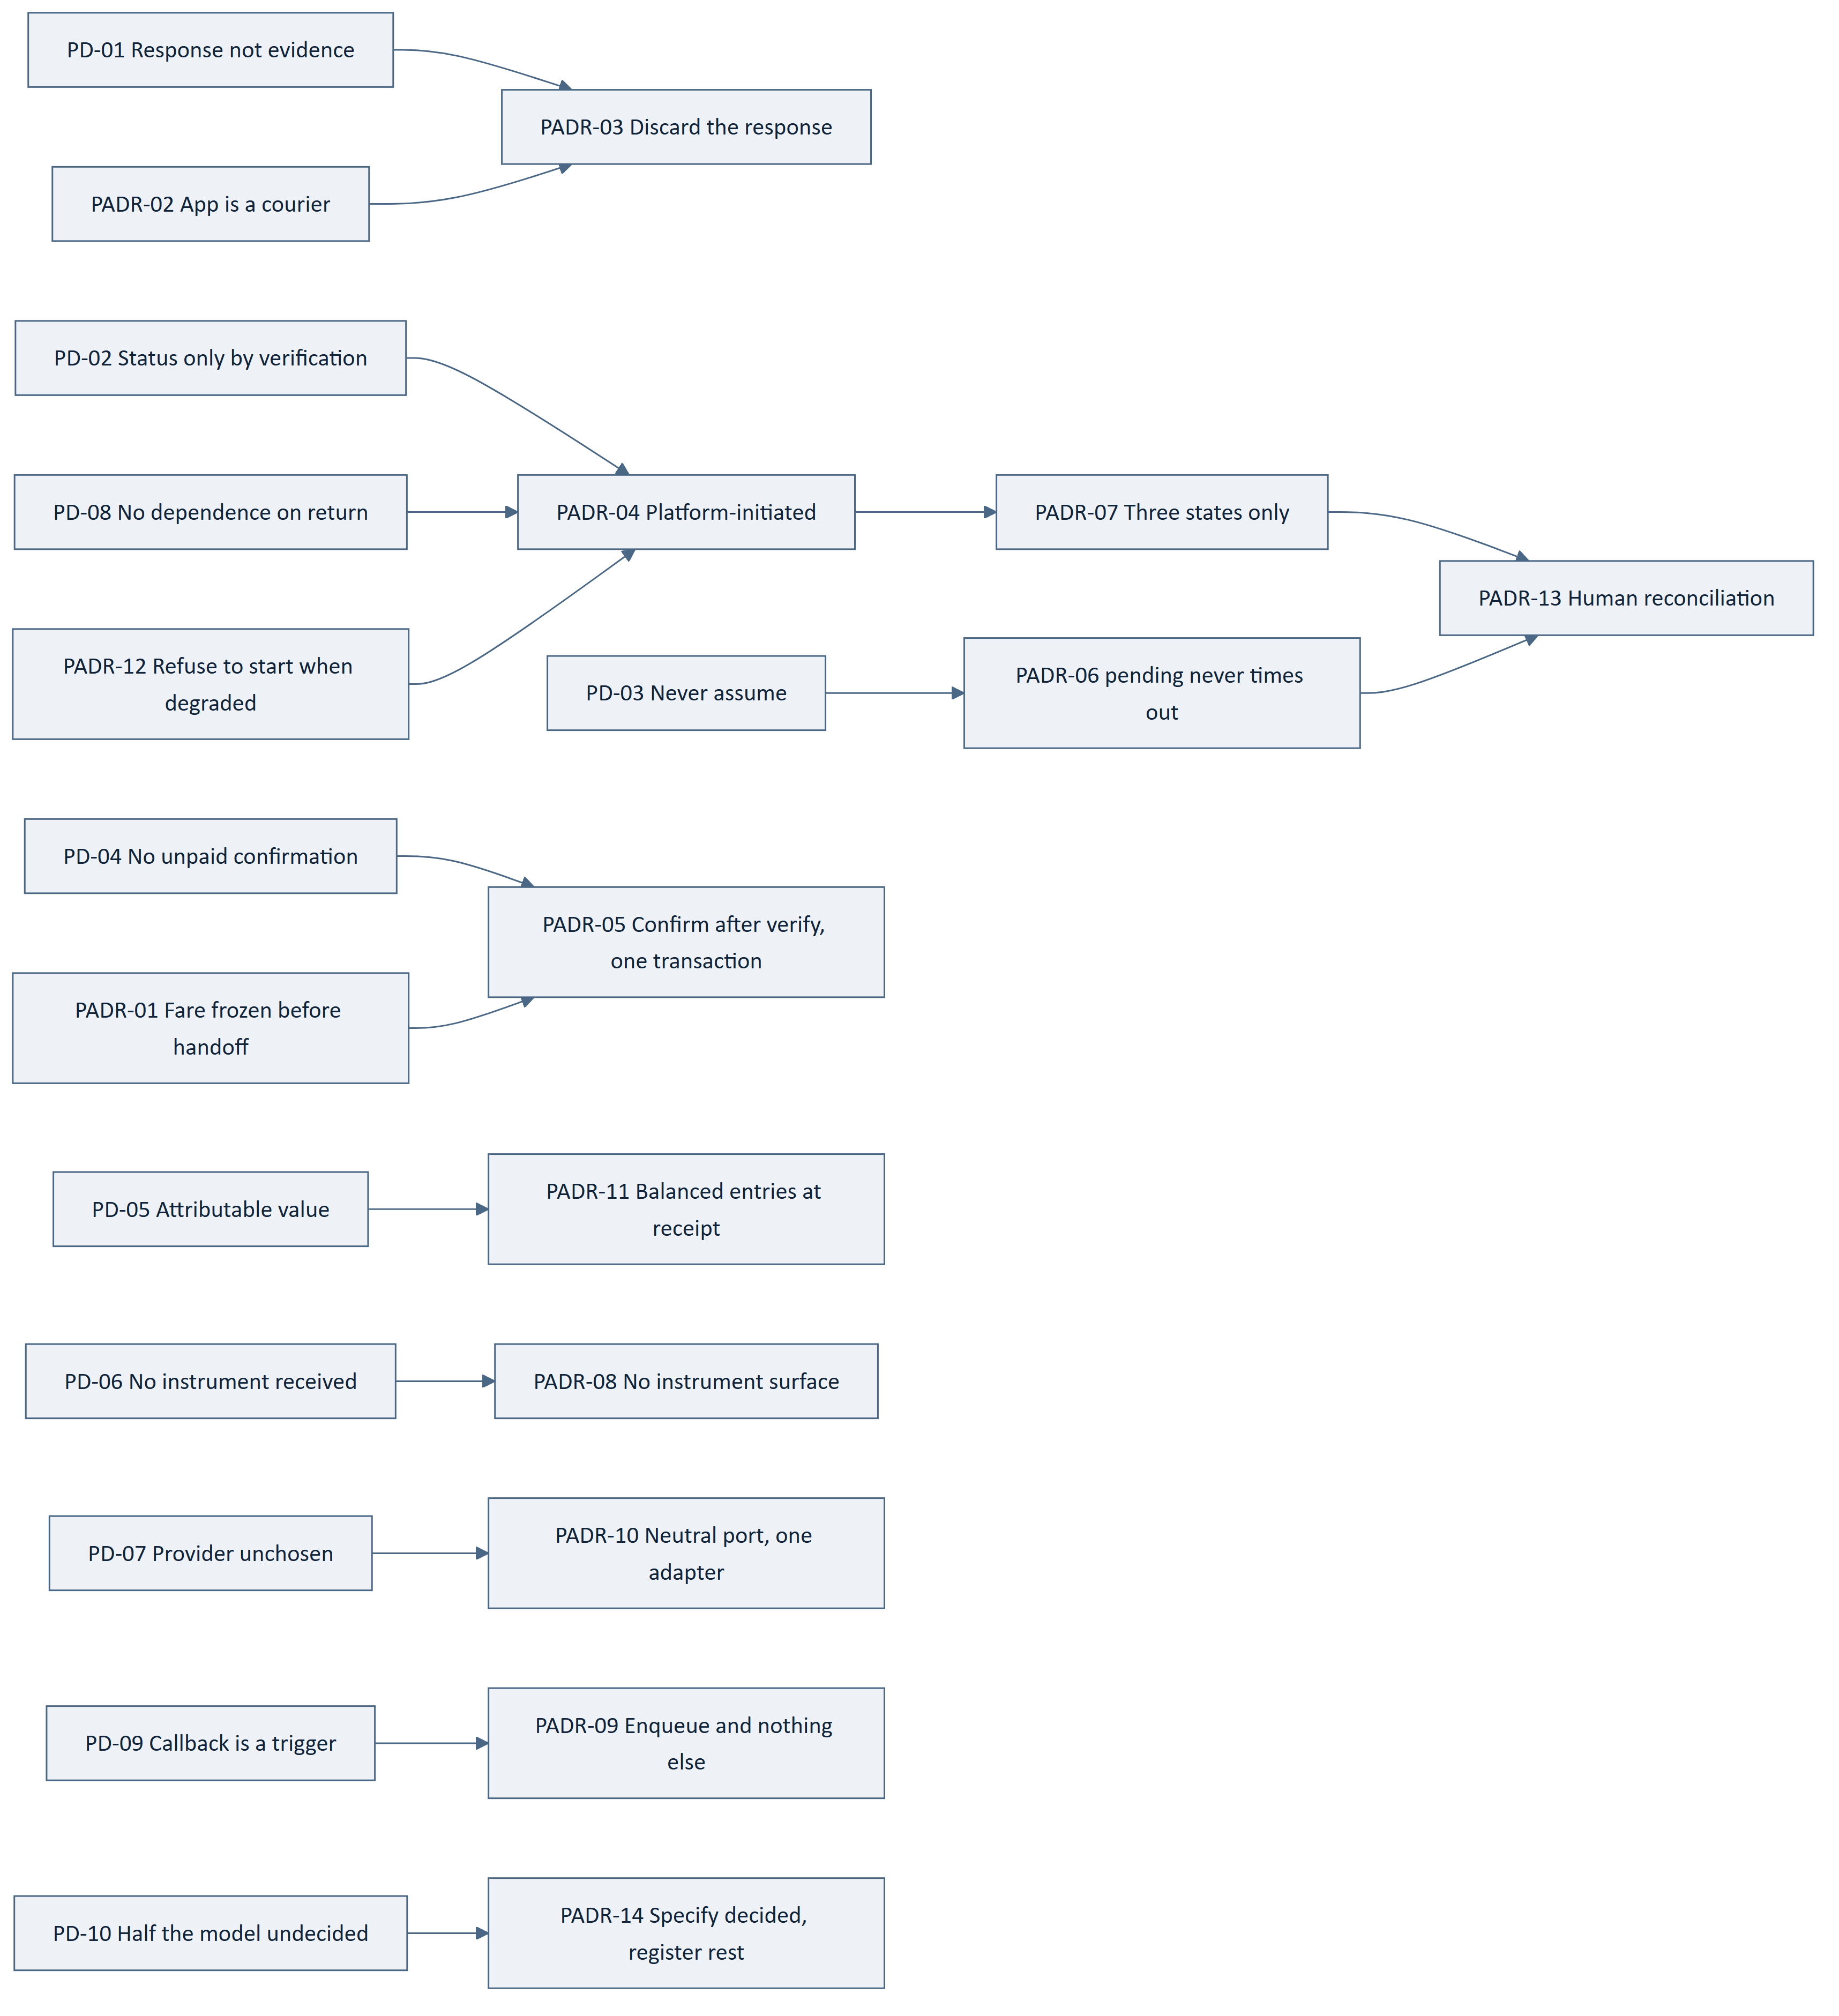 PD-01 Response not evidence
PADR-03 Discard the response
PADR-02 App is a courier
PD-02 Status only by verification
PD-08 No dependence on return
PADR-04 Platform-initiated
PADR-07 Three states only
PADR-13 Human reconciliation
PADR-12 Refuse to start when
degraded
PD-03 Never assume
PADR-06 pending never times
out
PD-04 No unpaid confirmation
PADR-05 Confirm after verify,
one transaction
PADR-01 Fare frozen before
handoff
PD-05 Attributable value
PADR-11 Balanced entries at
receipt
PD-06 No instrument received
PADR-08 No instrument surface
PD-07 Provider unchosen
PADR-10 Neutral port, one
adapter
PD-09 Callback is a trigger
PADR-09 Enqueue and nothing
else
PD-10 Half the model undecided
PADR-14 Specify decided,
register rest